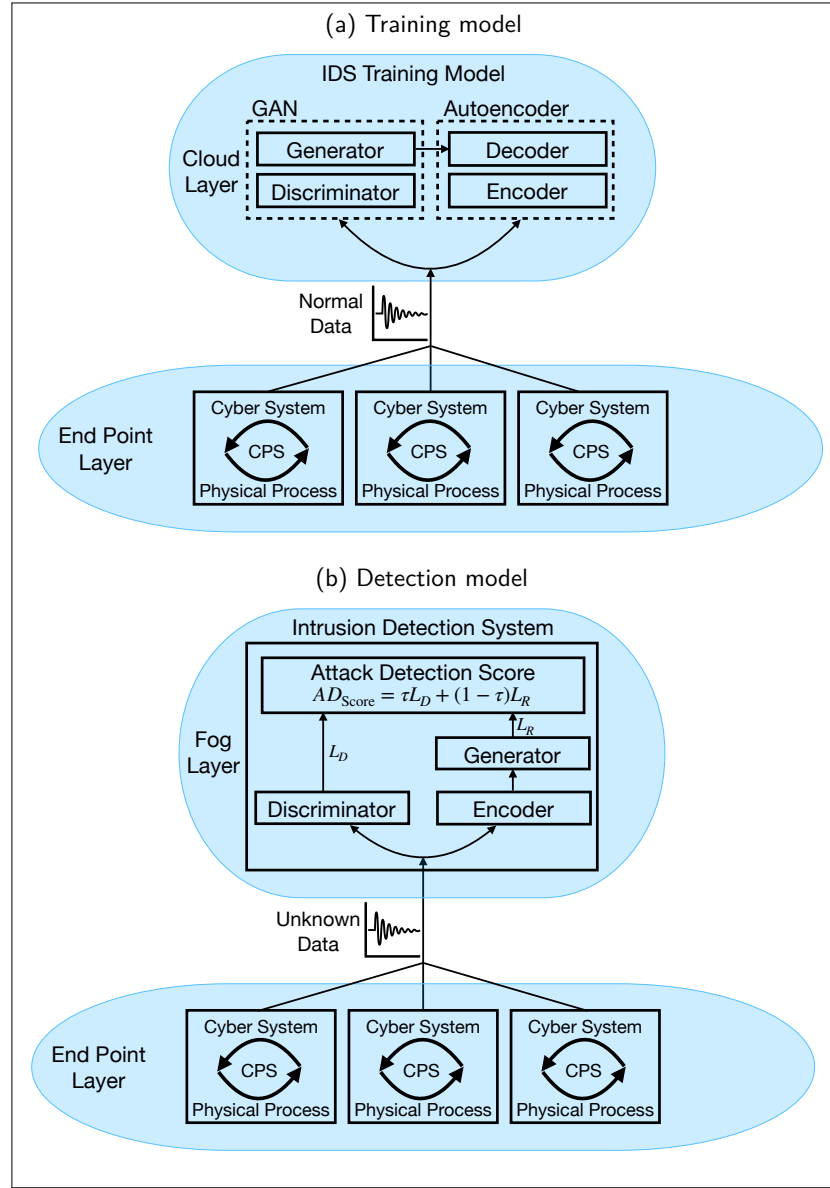 (a) Training model
IDS Training Model
GAN
Autoencoder
Cloud
Layer
Generator
Decoder
Discriminator
Encoder
Normal
Data
End Point
Layer
Cyber System
CPS
Physical Process
Cyber System
CPS
Physical Process
Cyber System
CPS
Physical Process
(b) Detection model
Intrusion Detection System
Attack Detection Score
AD_Score = τL_D + (1 − τ)L_R
Fog
Layer
L_D
L_R
Generator
Discriminator
Encoder
Unknown
Data
End Point
Layer
Cyber System
CPS
Physical Process
Cyber System
CPS
Physical Process
Cyber System
CPS
Physical Process